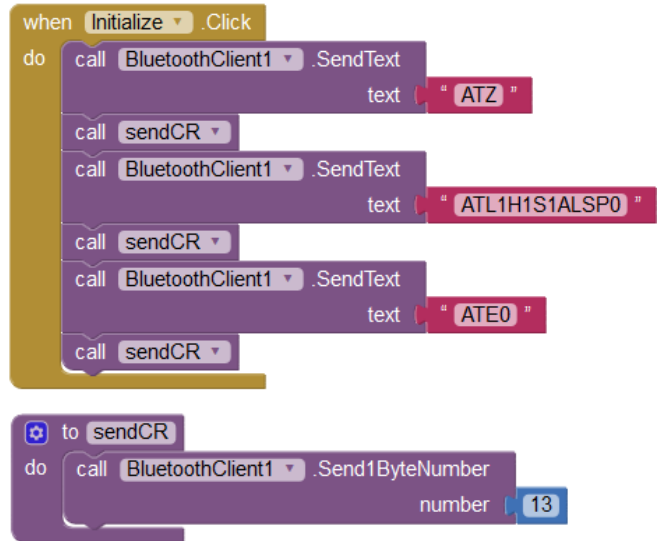 when Initialize .Click
do call BluetoothClient1 .SendText
text " ATZ "
call sendCR
call BluetoothClient1 .SendText
text " ATL1H1S1ALSP0 "
call sendCR
call BluetoothClient1 .SendText
text " ATE0 "
call sendCR
to sendCR
do call BluetoothClient1 .Send1ByteNumber
number 13